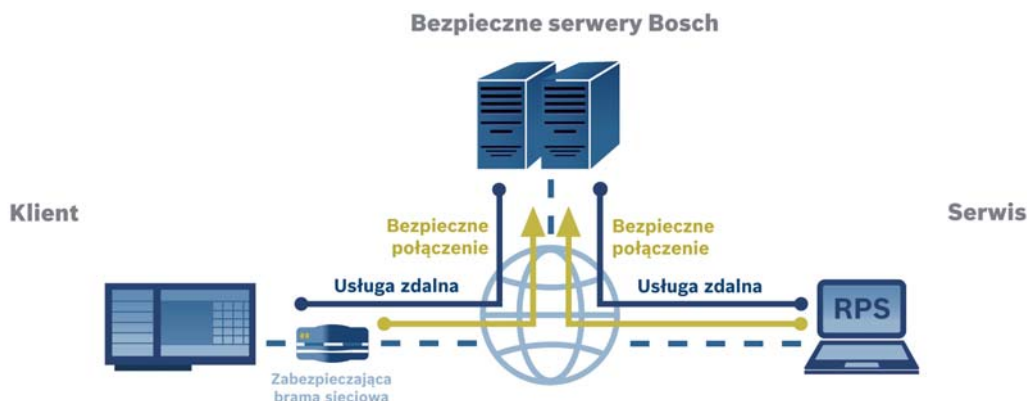 Bezpieczne serwery Bosch
Klient
Serwis
Bezpieczne
połączenie
Bezpieczne
połączenie
Usługa zdalna
Usługa zdalna
RPS
Zabezpieczająca
brama sieciowa